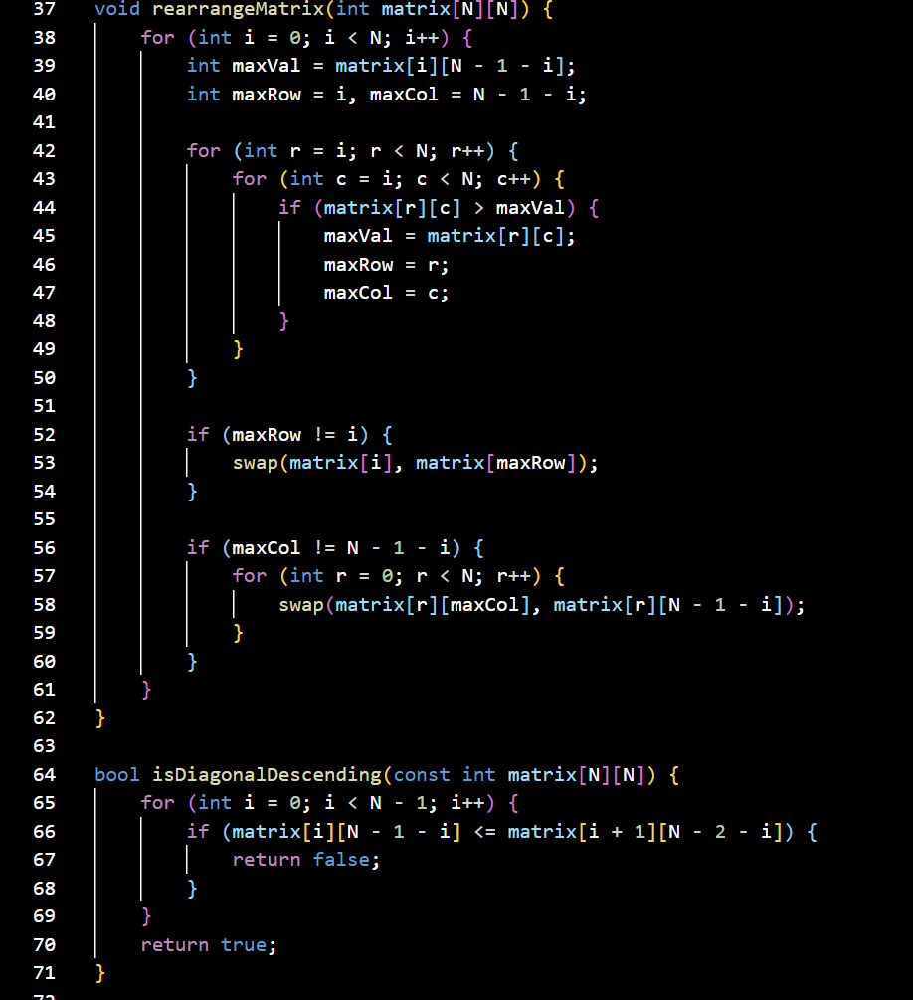 37 void rearrangeMatrix(int matrix[N][N]) {
38     for (int i = 0; i < N; i++) {
39         int maxVal = matrix[i][N - 1 - i];
40         int maxRow = i, maxCol = N - 1 - i;
41
42         for (int r = i; r < N; r++) {
43             for (int c = i; c < N; c++) {
44                 if (matrix[r][c] > maxVal) {
45                     maxVal = matrix[r][c];
46                     maxRow = r;
47                     maxCol = c;
48                 }
49             }
50         }
51
52         if (maxRow != i) {
53             swap(matrix[i], matrix[maxRow]);
54         }
55
56         if (maxCol != N - 1 - i) {
57             for (int r = 0; r < N; r++) {
58                 swap(matrix[r][maxCol], matrix[r][N - 1 - i]);
59             }
60         }
61     }
62 }
63
64 bool isDiagonalDescending(const int matrix[N][N]) {
65     for (int i = 0; i < N - 1; i++) {
66         if (matrix[i][N - 1 - i] <= matrix[i + 1][N - 2 - i]) {
67             return false;
68         }
69     }
70     return true;
71 }
72